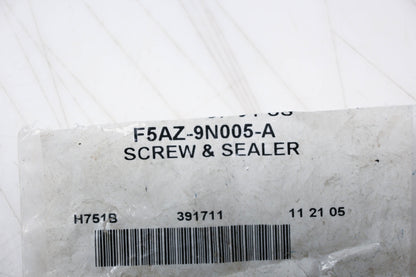 F5AZ-9N005-A
SCREW & SEALER
H751B 391711 11 21 05